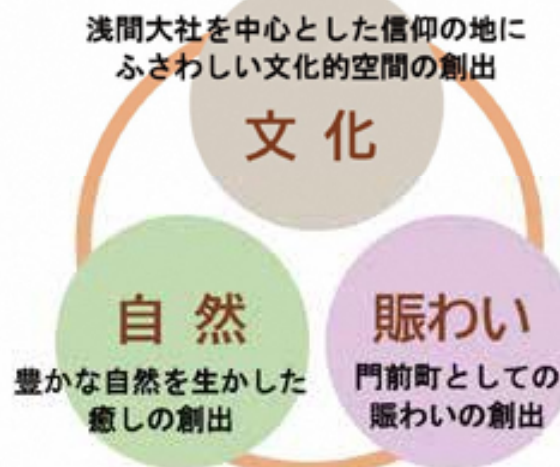 浅間大社を中心とした信仰の地に
ふさわしい文化的空間の創出
文化
自然
豊かな自然を生かした
癒しの創出
賑わい
門前町としての
賑わいの創出